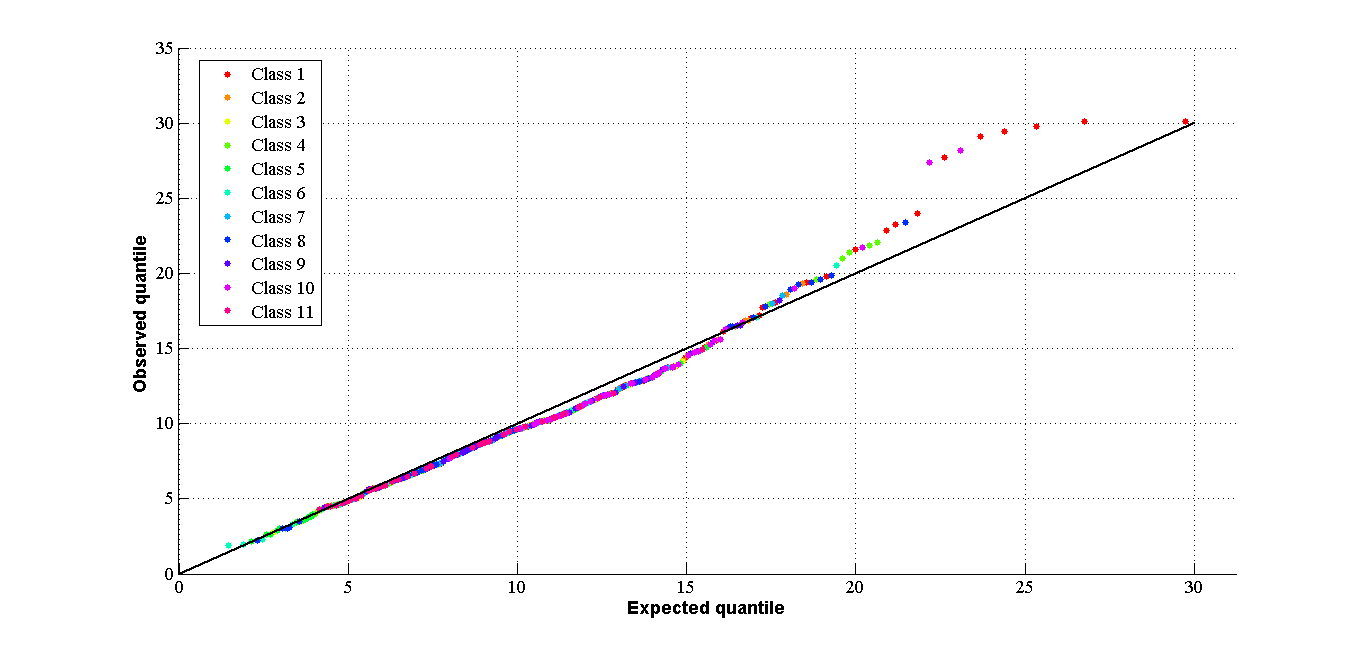 35
30
25
20
15
10
5
0
Observed quantile
Class 1
Class 2
Class 3
Class 4
Class 5
Class 6
Class 7
Class 8
Class 9
Class 10
Class 11
0 5 10 15 20 25 30
Expected quantile